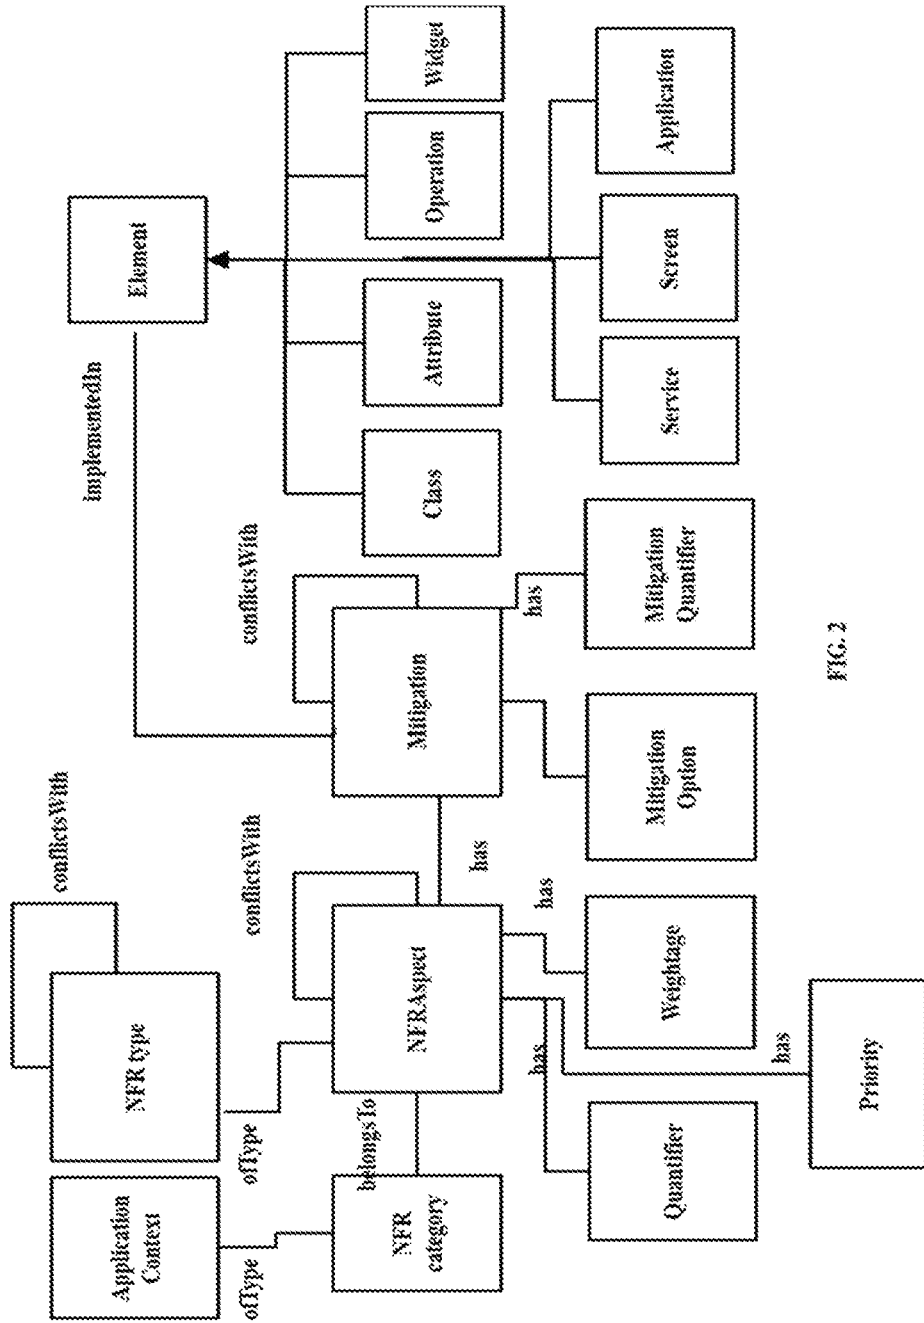 conflictsWith
implementedIn
Application
Context
NFR type
Element
ofType
ofType
conflictsWith
conflictsWith
belongsTo
NFR
category
NFRAspect
Mitigation
Class
Attribute
Operation
Widget
has
has
has
has
Quantifier
Weightage
Mitigation
Option
Mitigation
Quantifier
Service
Screen
Application
has
Priority
FIG. 2